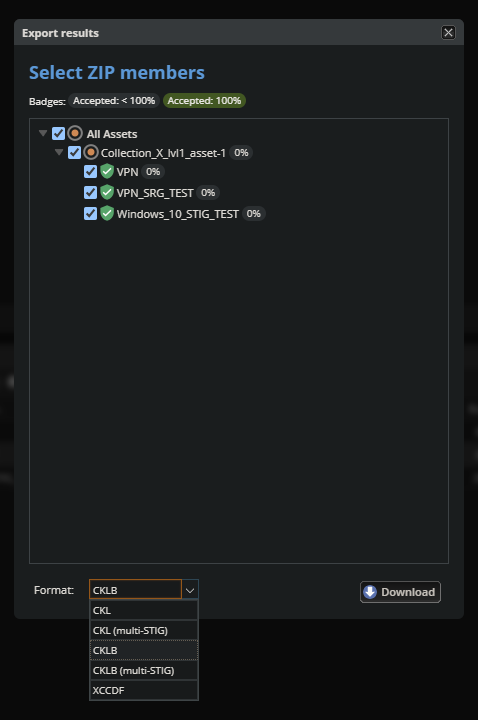 Export results
Select ZIP members
Badges: Accepted: < 100% Accepted: 100%
All Assets
Collection_X_lvl1_asset-1 0%
VPN 0%
VPN_SRG_TEST 0%
Windows_10_STIG_TEST 0%
Format: CKLB Download
CKL
CKL (multi-STIG)
CKLB
CKLB (multi-STIG)
XCCDF